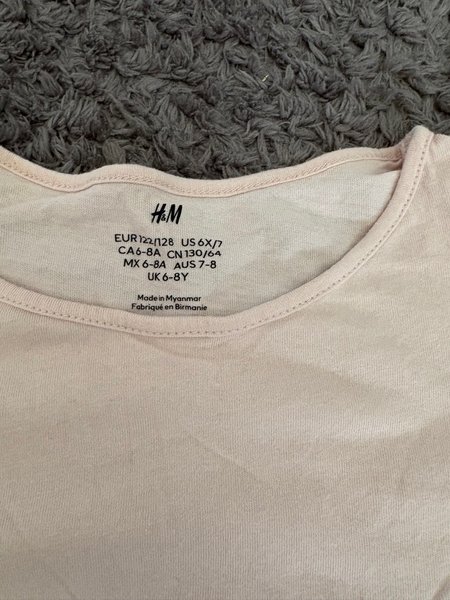 H&M
EUR 122/128 US 6X/7
CA 6-8A CN 130/64
MX 6-8A AUS 7-8
UK 6-8Y
Made in Myanmar
Fabriqué en Birmanie